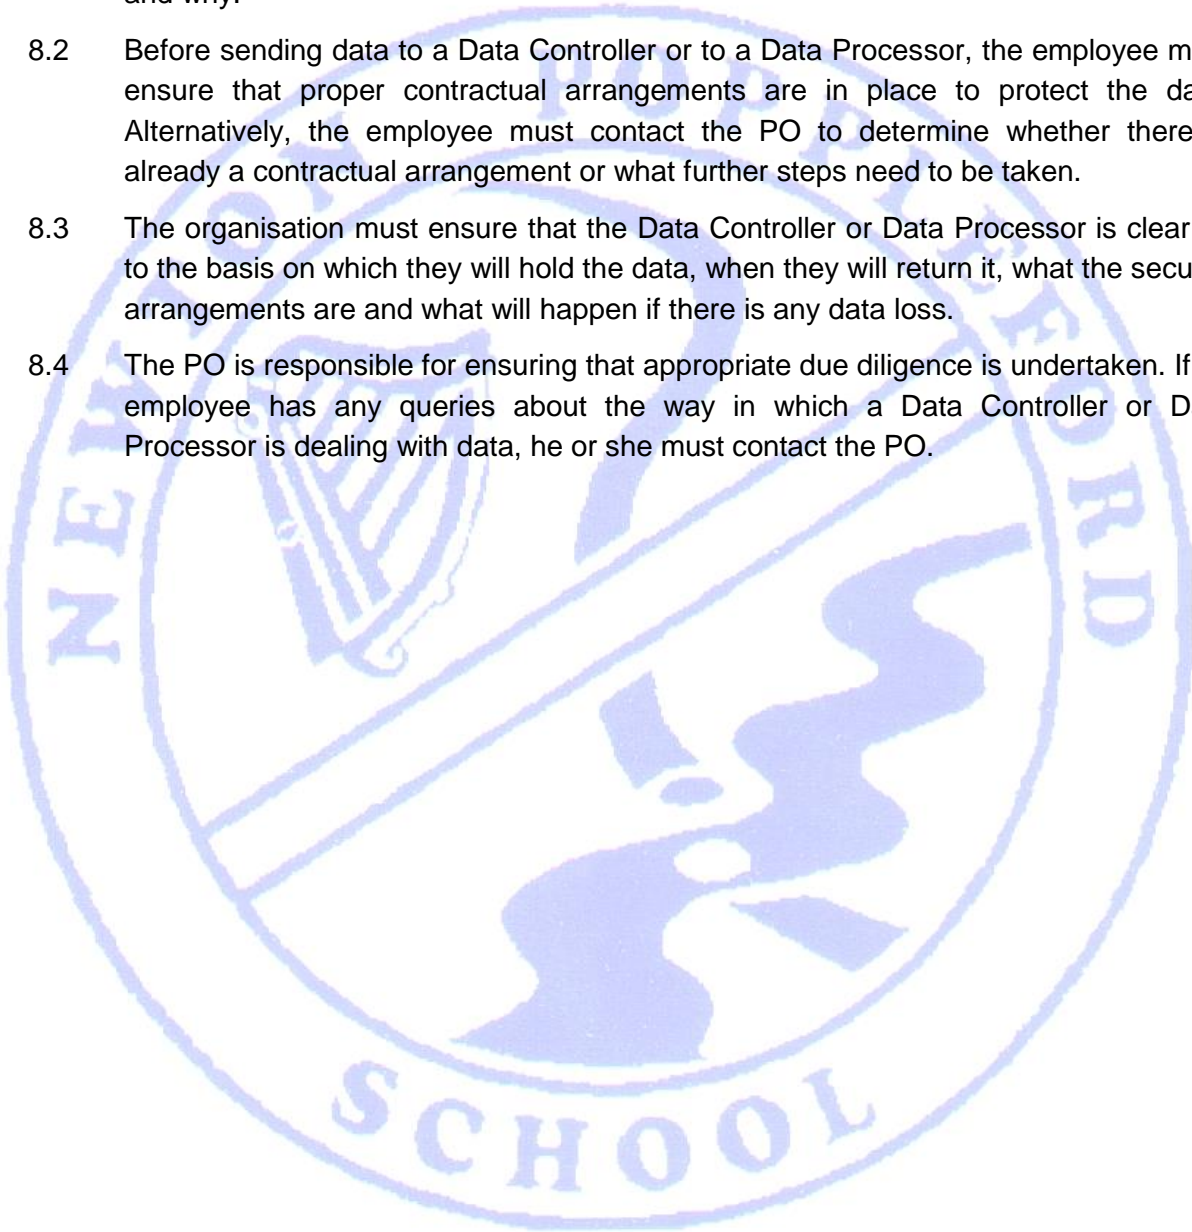 and why.
8.2 Before sending data to a Data Controller or to a Data Processor, the employee
ensure that proper contractual arrangements are in place to protect the
Alternatively, the employee must contact the PO to determine whether there
already a contractual arrangement or what further steps need to be taken.
8.3 The organisation must ensure that the Data Controller or Data Processor is clear
to the basis on which they will hold the data, when they will return it, what the
arrangements are and what will happen if there is any data loss.
8.4 The PO is responsible for ensuring that appropriate due diligence is undertaken. If
employee has any queries about the way in which a Data Controller or
Processor is dealing with data, he or she must contact the PO.
NEWTON POPPLEFORD
SCHOOL